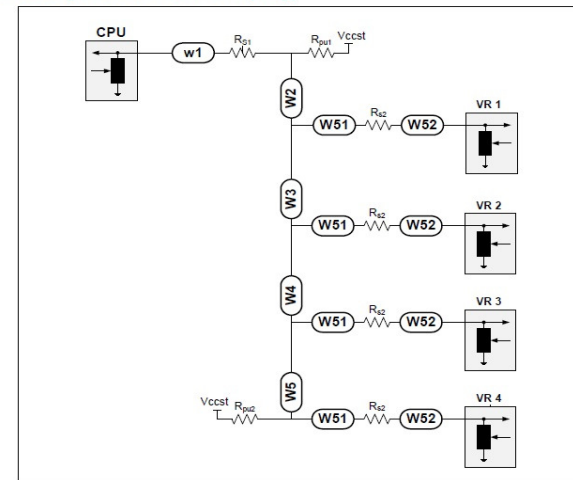 CPU
w1
Rs1
Rpu1
Vccst
W2
VR 1
W51
Rs2
W52
W3
VR 2
W51
Rs2
W52
W4
VR 3
W51
Rs2
W52
W5
VR 4
Vccst
Rpu2
W51
Rs2
W52